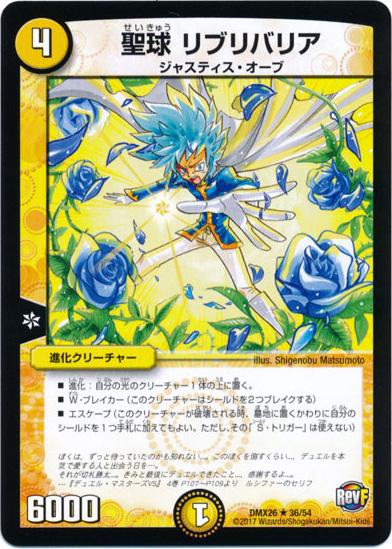 4
せいきゅう
聖球 リブリバリア
ジャスティス・オーブ
進化クリーチャー
illus. Shigenobu Matsumoto
■ 進化：自分の光のクリーチャー1体の上に置く。
■ W・ブレイカー（このクリーチャーはシールドを2つブレイクする）
■ エスケープ（このクリーチャーが破壊される時、墓地に置くかわりに自分の
シールドを1つ手札に加えてもよい。ただし、その「S・トリガー」は使えない）
ぼくは、ずっと待っていたのかも知れない…。このぼくを倒すくらい…、デュエルを本
気で愛する人と出会う日を…。
それが切札勝太…。きみと最後にデュエルできたこと…、感謝するよ…。
『デュエル・マスターズVS』 4巻 P107～P109より ルシファーのセリフ
6000
1
DMX26 ★ 36/54
©2017 Wizards/Shogakukan/Mitsui-Kids
RevF